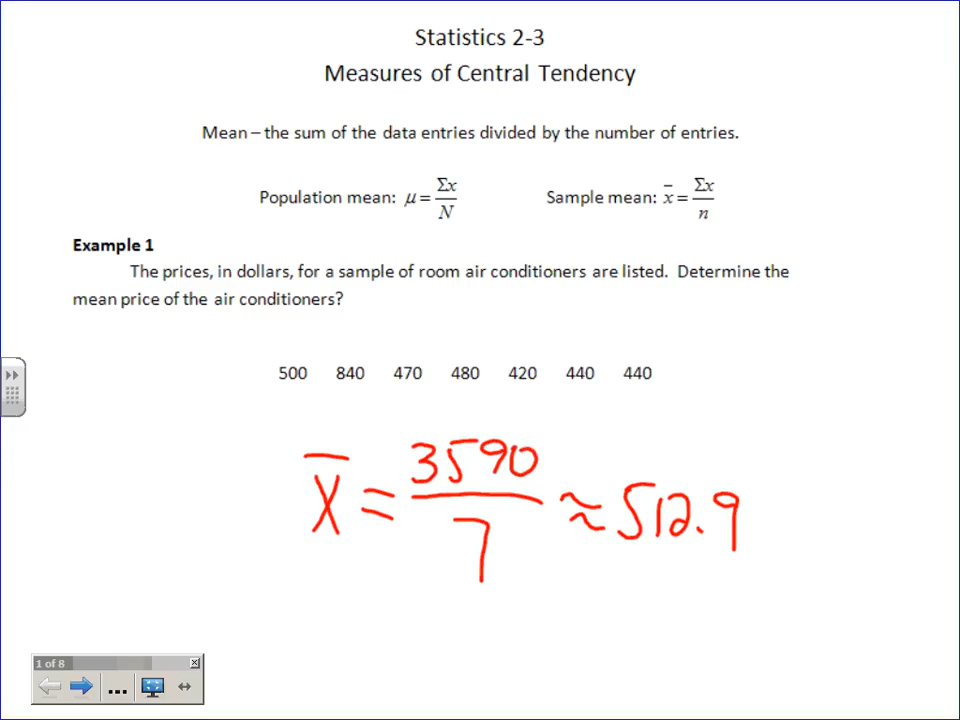 Statistics 2-3
Measures of Central Tendency
Mean – the sum of the data entries divided by the number of entries.
Population mean: μ = Σx/N Sample mean: x̄ = Σx/n
Example 1
The prices, in dollars, for a sample of room air conditioners are listed. Determine the
mean price of the air conditioners?
500 840 470 480 420 440 440
x̄ = 3590/7 ≈ 512.9
1 of 8
...